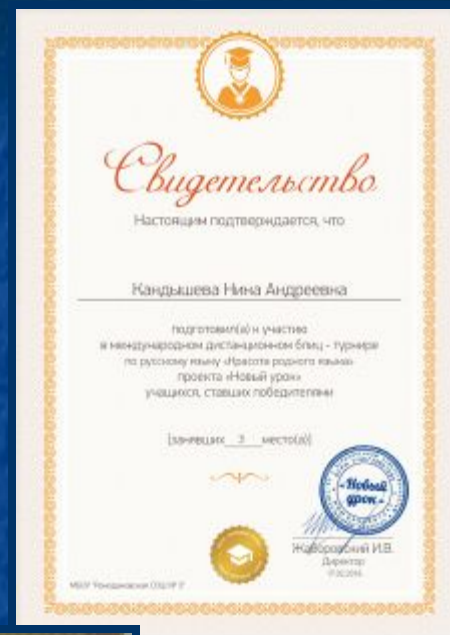 Свидетельство
Настоящим подтверждается, что
Кандышева Нина Андреевна
подготовил(а) к участию
в международном дистанционном блиц - турнире
по русскому языку «Красота родного языка»
проекта «Новый урок»
учащихся, ставших победителями
(занявших 3 место(а))
«Новый
урок»
Жаборовский И.В.
Директор